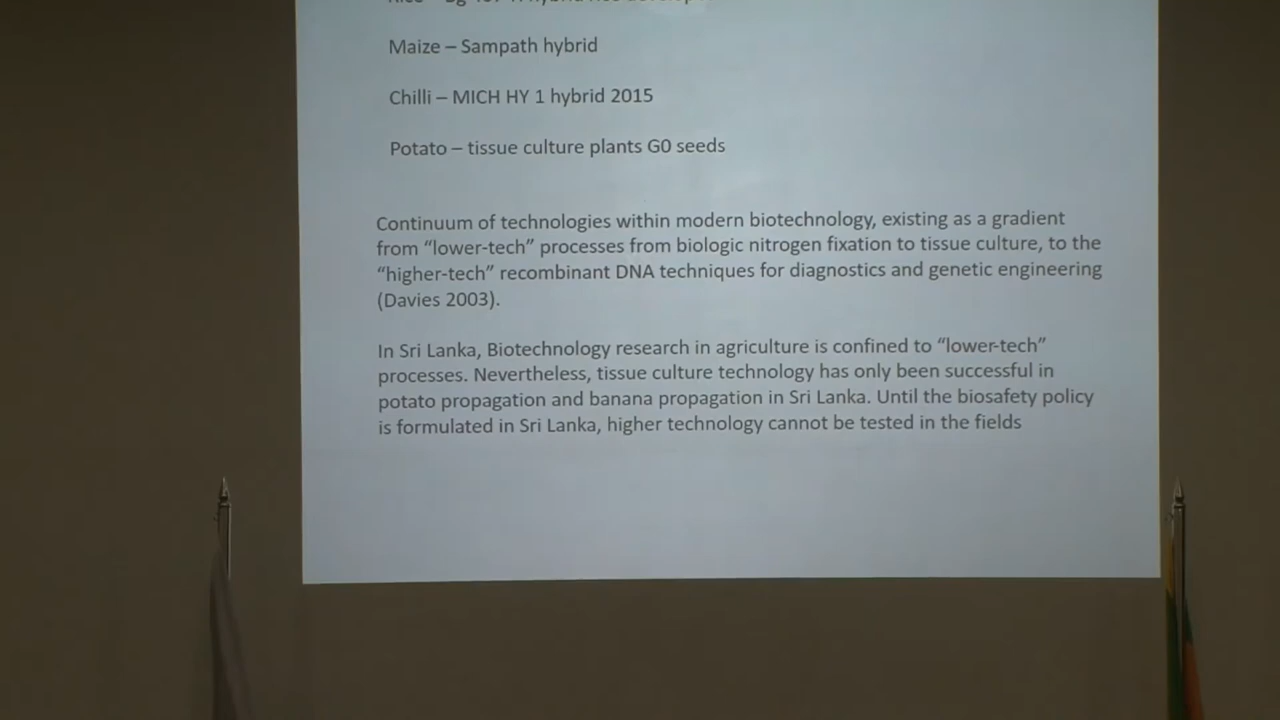 Maize – Sampath hybrid
Chilli – MICH HY 1 hybrid 2015
Potato – tissue culture plants G0 seeds
Continuum of technologies within modern biotechnology, existing as a gradient
from “lower-tech” processes from biologic nitrogen fixation to tissue culture, to the
“higher-tech” recombinant DNA techniques for diagnostics and genetic engineering
(Davies 2003).
In Sri Lanka, Biotechnology research in agriculture is confined to “lower-tech”
processes. Nevertheless, tissue culture technology has only been successful in
potato propagation and banana propagation in Sri Lanka. Until the biosafety policy
is formulated in Sri Lanka, higher technology cannot be tested in the fields